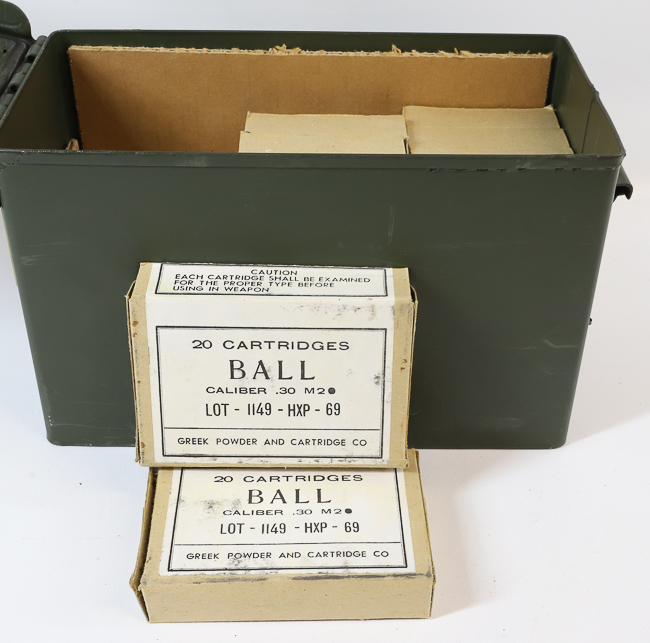 CAUTION
EACH CARTRIDGE SHALL BE EXAMINED
FOR THE PROPER TYPE BEFORE
USING IN WEAPON
20 CARTRIDGES
BALL
CALIBER .30 M2
LOT - 1149 - HXP - 69
GREEK POWDER AND CARTRIDGE CO
20 CARTRIDGES
BALL
CALIBER .30 M2
LOT - 1149 - HXP - 69
GREEK POWDER AND CARTRIDGE CO